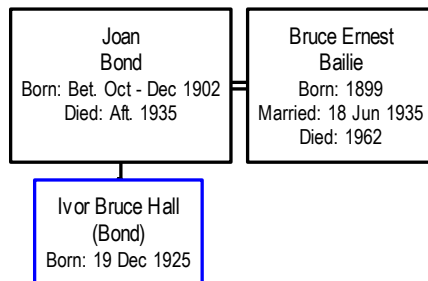 Joan
Bond
Born: Bet. Oct - Dec 1902
Died: Aft. 1935
Bruce Ernest
Bailie
Born: 1899
Married: 18 Jun 1935
Died: 1962
Ivor Bruce Hall
(Bond)
Born: 19 Dec 1925